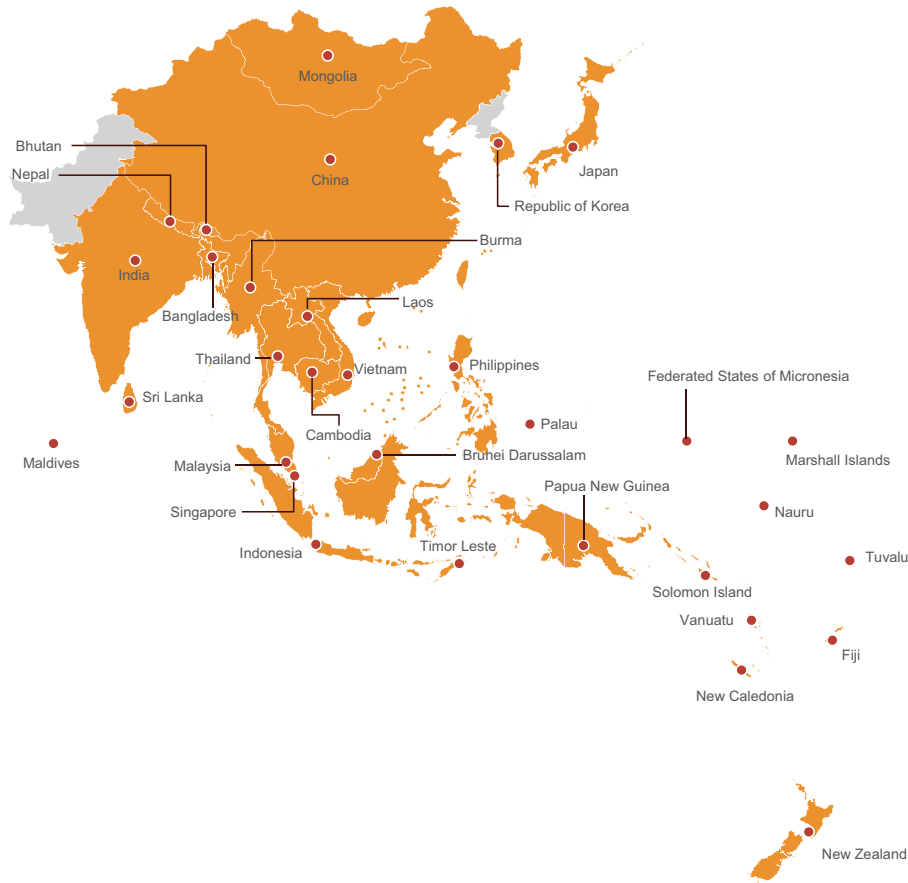 Mongolia
Bhutan
Nepal
China
Japan
Republic of Korea
Burma
India
Laos
Bangladesh
Thailand
Vietnam
Philippines
Federated States of Micronesia
Sri Lanka
Palau
Cambodia
Maldives
Malaysia
Brunei Darussalam
Marshall Islands
Papua New Guinea
Singapore
Nauru
Indonesia
Timor Leste
Tuvalu
Solomon Island
Vanuatu
Fiji
New Caledonia
New Zealand